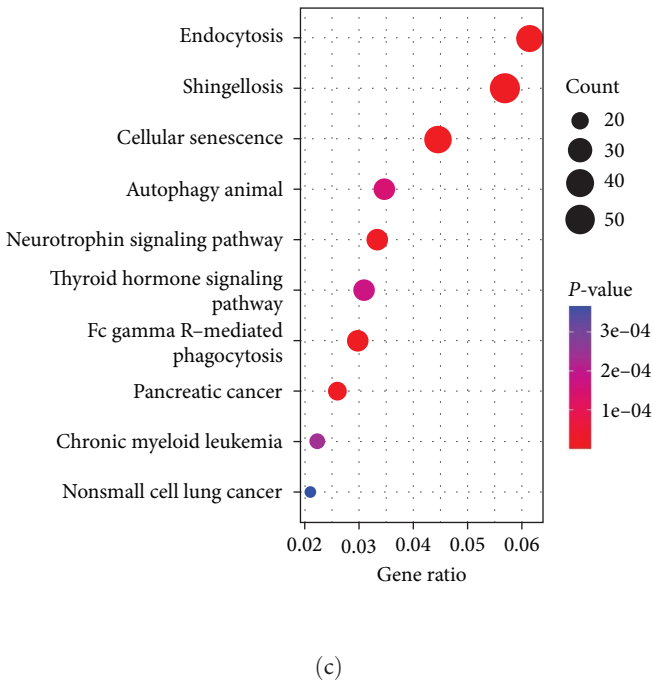 Endocytosis
Shingellosis
Cellular senescence
Autophagy animal
Neurotrophin signaling pathway
Thyroid hormone signaling
pathway
Fc gamma R–mediated
phagocytosis
Pancreatic cancer
Chronic myeloid leukemia
Nonsmall cell lung cancer
0.02 0.03 0.04 0.05 0.06
Gene ratio
Count
20
30
40
50
P-value
3e–04
2e–04
1e–04
(c)